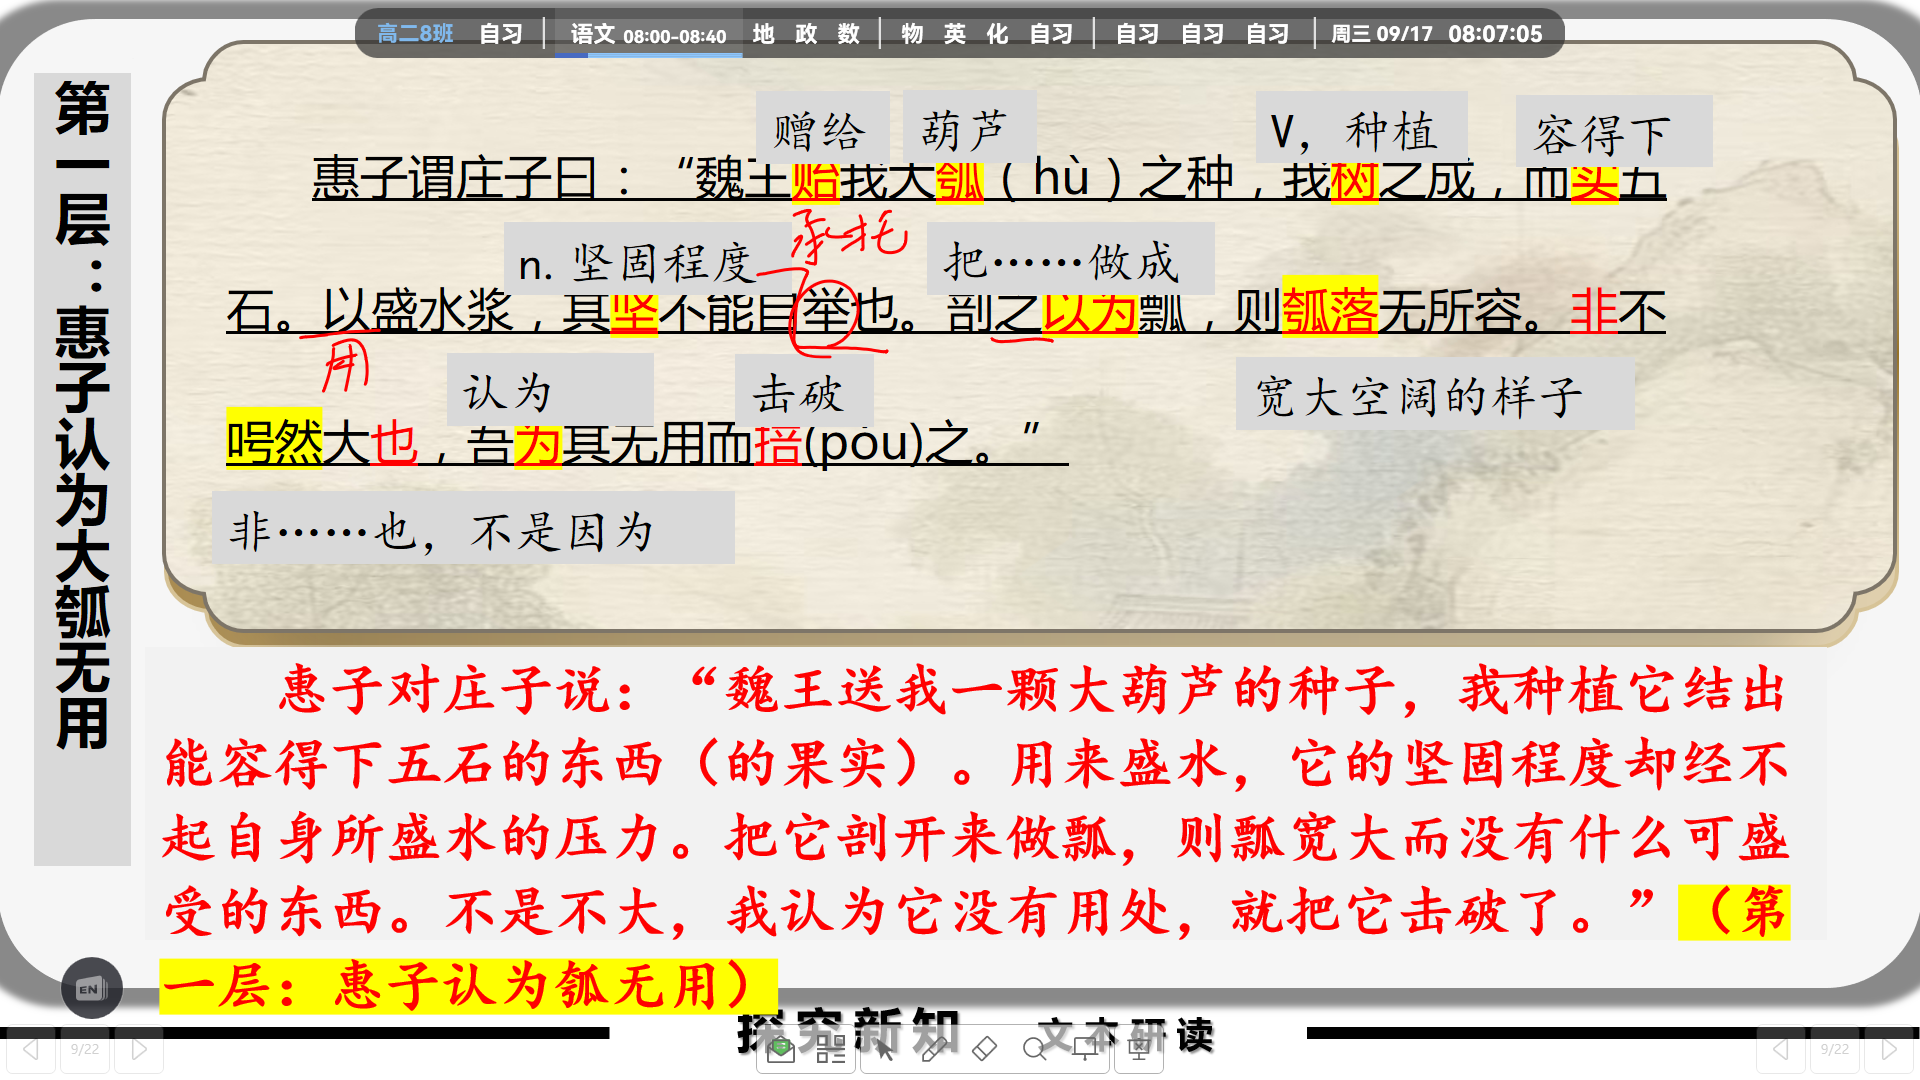 高二8班 自习 语文 08:00-08:40 地 政 数 物 英 化 自习 自习 自习 自习 周三 09/17 08:07:05
第一层：惠子认为大瓠无用
赠给 葫芦 V，种植 容得下
惠子谓庄子曰：“魏王贻我大瓠（hù）之种，我树之成，而实五
n. 坚固程度 承托 把……做成
石。以盛水浆，其坚不能自举也。剖之以为瓢，则瓠落无所容。非不
用 认为 击破 宽大空阔的样子
呺然大也，吾为其无用而掊(pǒu)之。”
非……也，不是因为
惠子对庄子说：“魏王送我一颗大葫芦的种子，我种植它结出
能容得下五石的东西（的果实）。用来盛水，它的坚固程度却经不
起自身所盛水的压力。把它剖开来做瓢，则瓢宽大而没有什么可盛
受的东西。不是不大，我认为它没有用处，就把它击破了。”（第
一层：惠子认为瓠无用）
EN
探究新知 文本研读
9/22 9/22